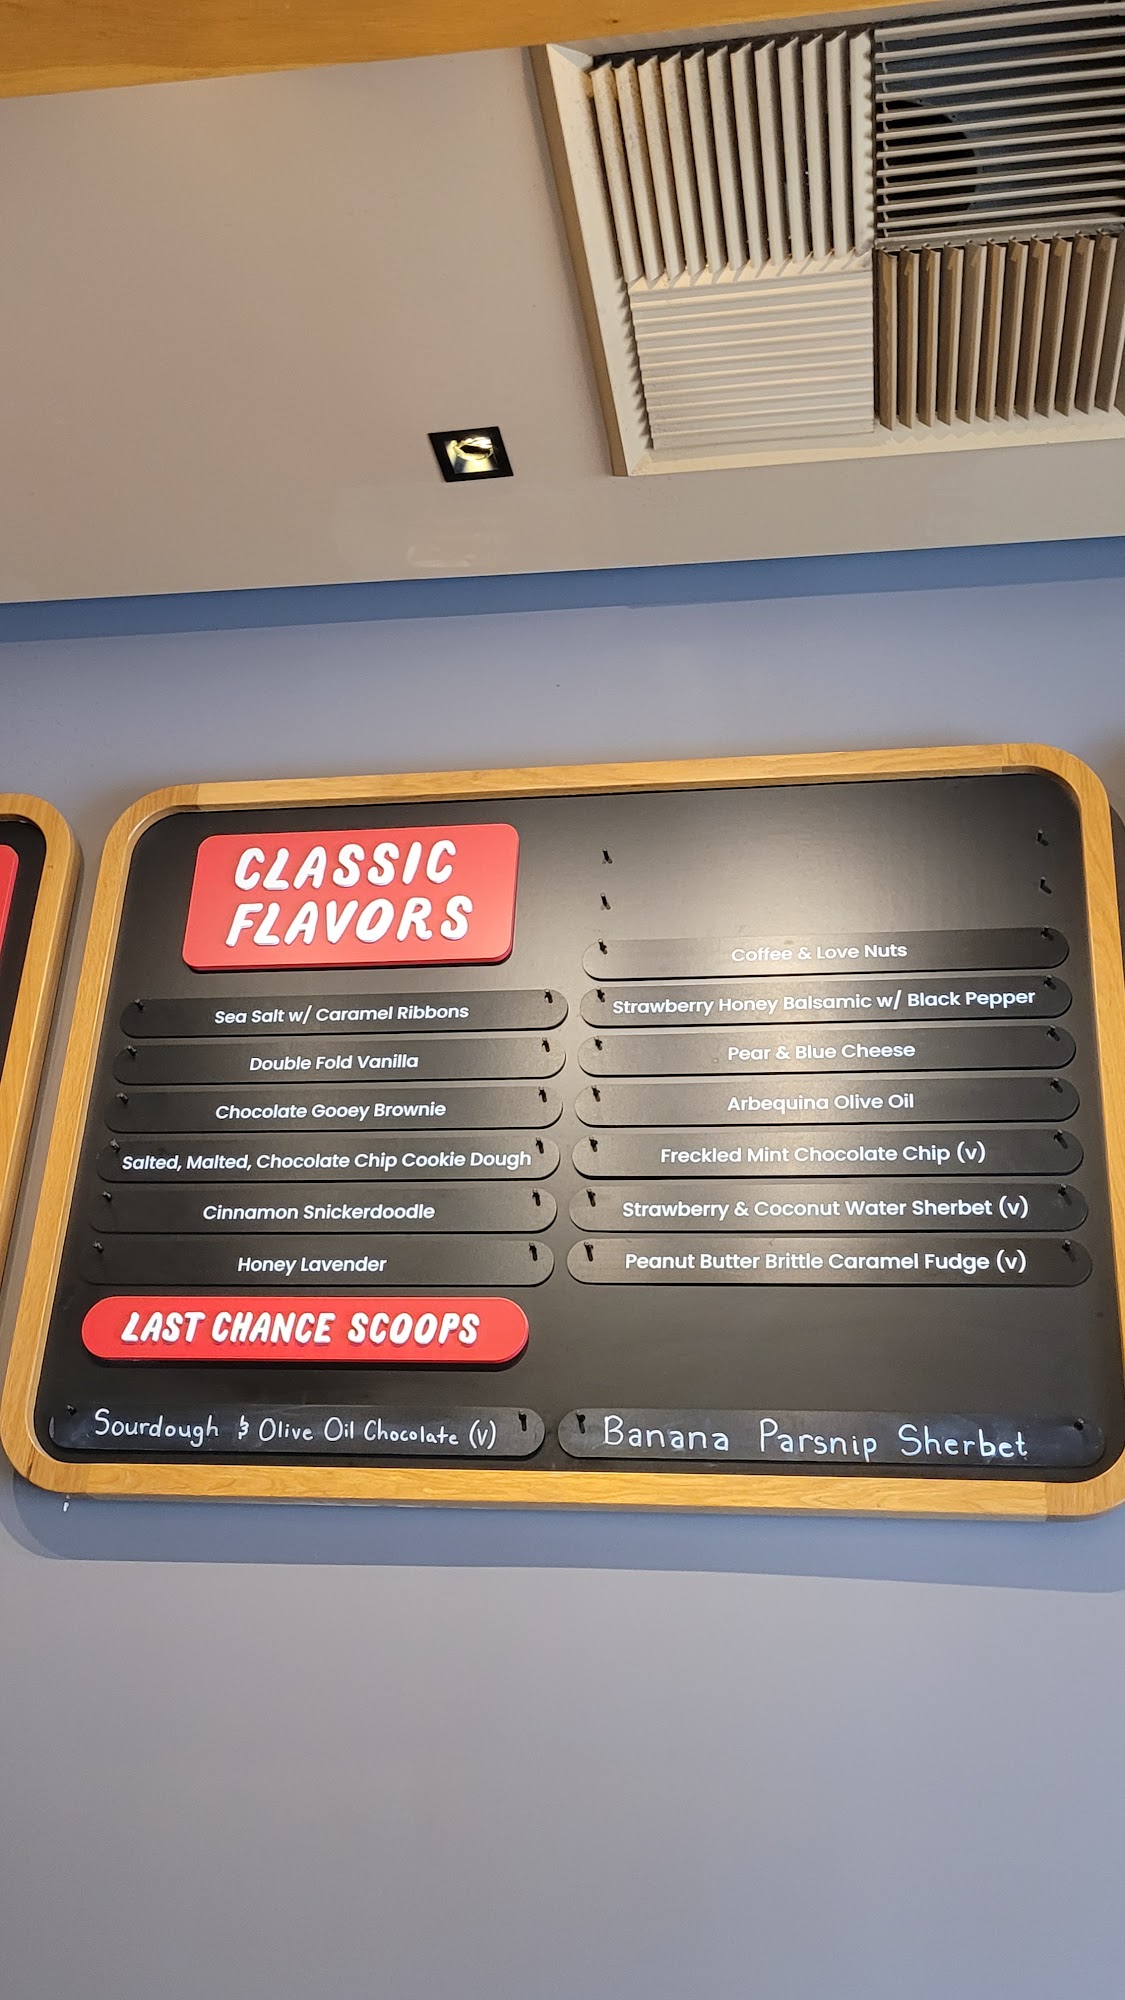 CLASSIC
FLAVORS
Sea Salt w/ Caramel Ribbons
Double Fold Vanilla
Chocolate Gooey Brownie
Salted, Malted, Chocolate Chip Cookie Dough
Cinnamon Snickerdoodle
Honey Lavender
Coffee & Love Nuts
Strawberry Honey Balsamic w/ Black Pepper
Pear & Blue Cheese
Arbequina Olive Oil
Freckled Mint Chocolate Chip (v)
Strawberry & Coconut Water Sherbet (v)
Peanut Butter Brittle Caramel Fudge (v)
LAST CHANCE SCOOPS
Sourdough & Olive Oil Chocolate (v)
Banana Parsnip Sherbet